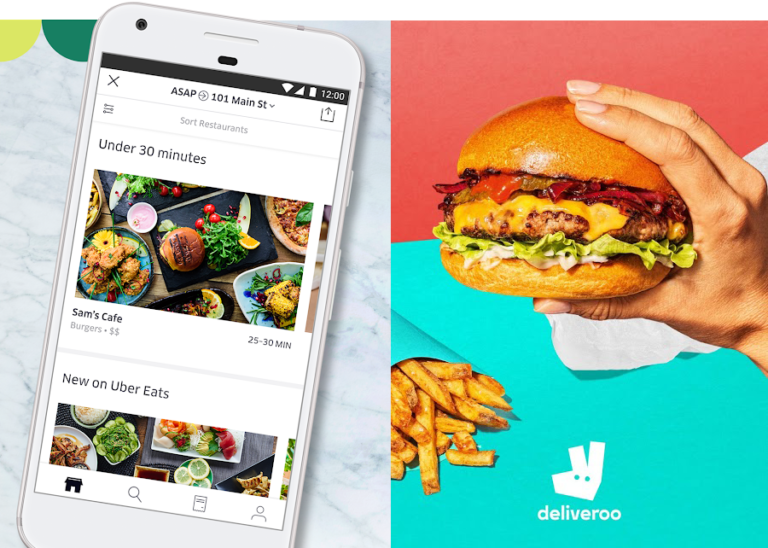 12:00
ASAP 101 Main St
Sort Restaurants
Under 30 minutes
Sam's Cafe
Burgers • $$
25–30 MIN
New on Uber Eats
deliveroo